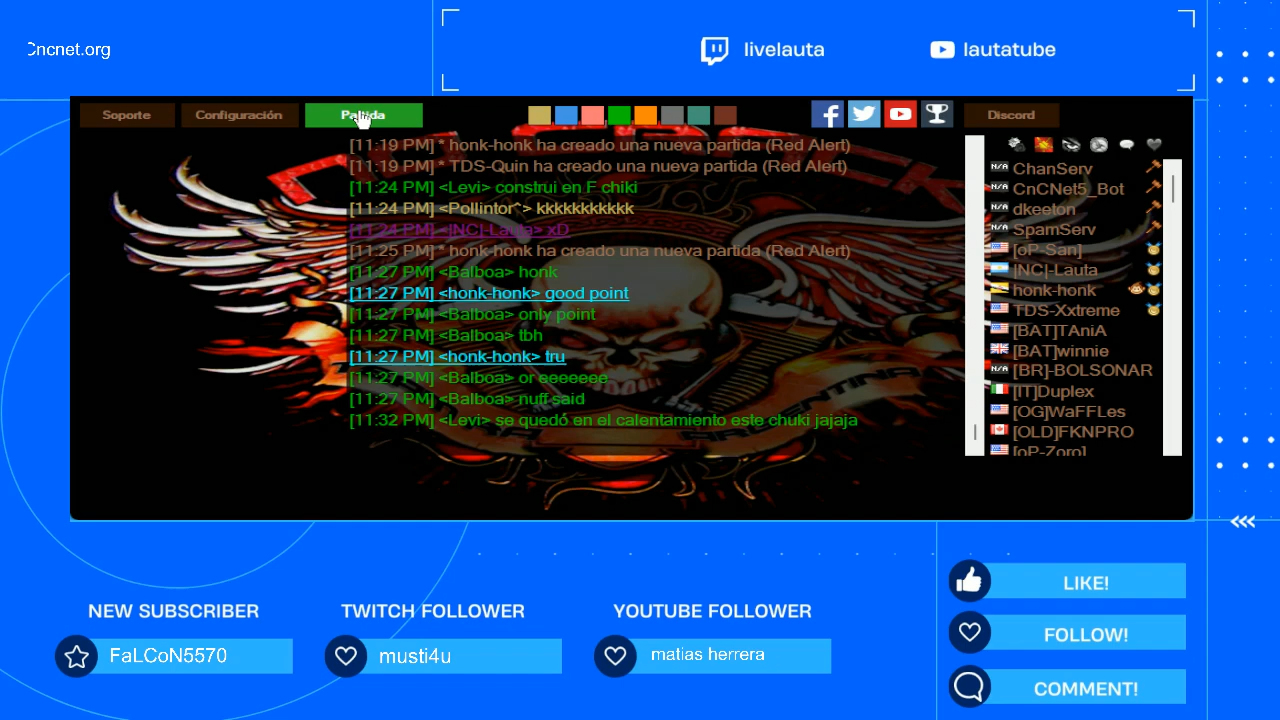 Cncnet.org
livelauta
lautatube
Soporte
Configuración
Partida
Discord
[11:19 PM] * honk-honk ha creado una nueva partida (Red Alert)
[11:19 PM] * TDS-Quin ha creado una nueva partida (Red Alert)
[11:24 PM] <Levi> construi en F chiki
[11:24 PM] <Pollintor^> kkkkkkkkkkk
[11:24 PM] <|NC|-Lauta> xD
[11:25 PM] * honk-honk ha creado una nueva partida (Red Alert)
[11:27 PM] <Balboa> honk
[11:27 PM] <honk-honk> good point
[11:27 PM] <Balboa> only point
[11:27 PM] <Balboa> tbh
[11:27 PM] <honk-honk> tru
[11:27 PM] <Balboa> or eeeeeee
[11:27 PM] <Balboa> nuff said
[11:32 PM] <Levi> se quedó en el calentamiento este chuki jajaja
N/A ChanServ
N/A CnCNet5_Bot
N/A dkeeton
N/A SpamServ
[oP-San]
|NC|-Lauta
honk-honk
TDS-Xxtreme
[BAT]TAniA
[BAT]winnie
N/A [BR]-BOLSONAR
[IT]Duplex
[OG]WaFFLes
[OLD]FKNPRO
[oP-Zoro]
ARGENTINA
NEW SUBSCRIBER
FaLCoN5570
TWITCH FOLLOWER
musti4u
YOUTUBE FOLLOWER
matias herrera
LIKE!
FOLLOW!
COMMENT!